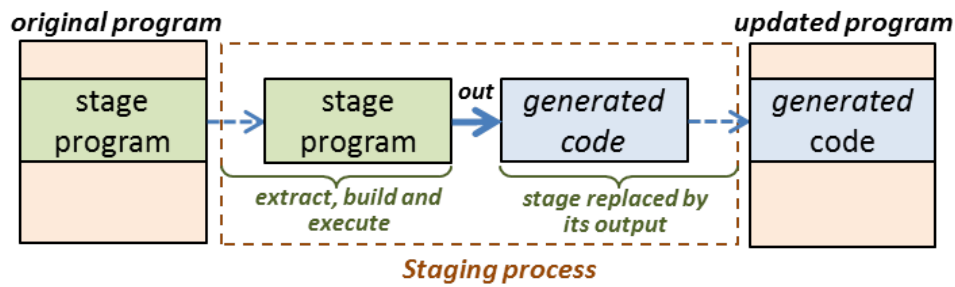 original program
updated program
stage
program
stage
program
out
generated
code
generated
code
extract, build and
execute
stage replaced by
its output
Staging process